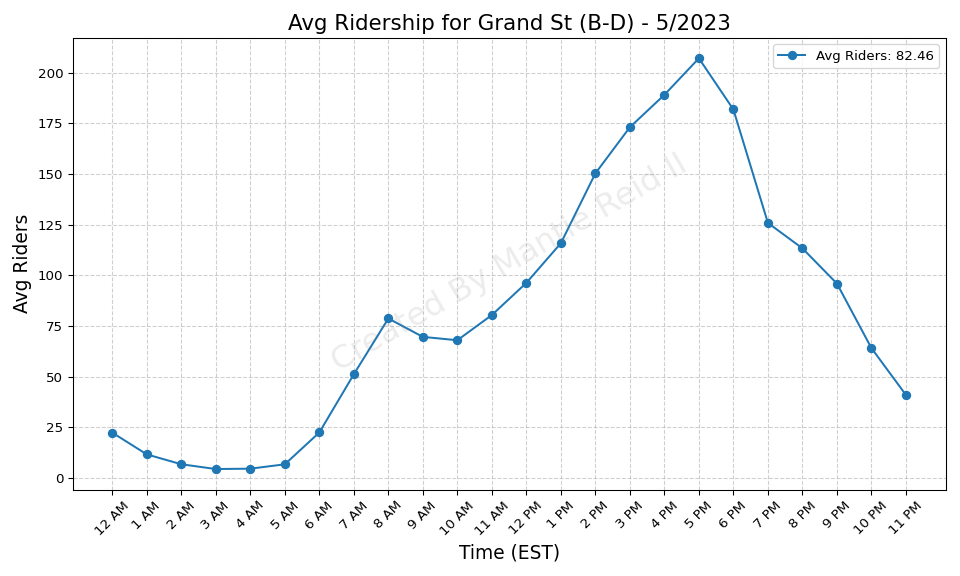 Avg Ridership for Grand St (B-D) - 5/2023
Avg Riders: 82.46
Avg Riders
200
175
150
125
100
75
50
25
0
Created By Mantie Reid II
12 AM
1 AM
2 AM
3 AM
4 AM
5 AM
6 AM
7 AM
8 AM
9 AM
10 AM
11 AM
12 PM
1 PM
2 PM
3 PM
4 PM
5 PM
6 PM
7 PM
8 PM
9 PM
10 PM
11 PM
Time (EST)